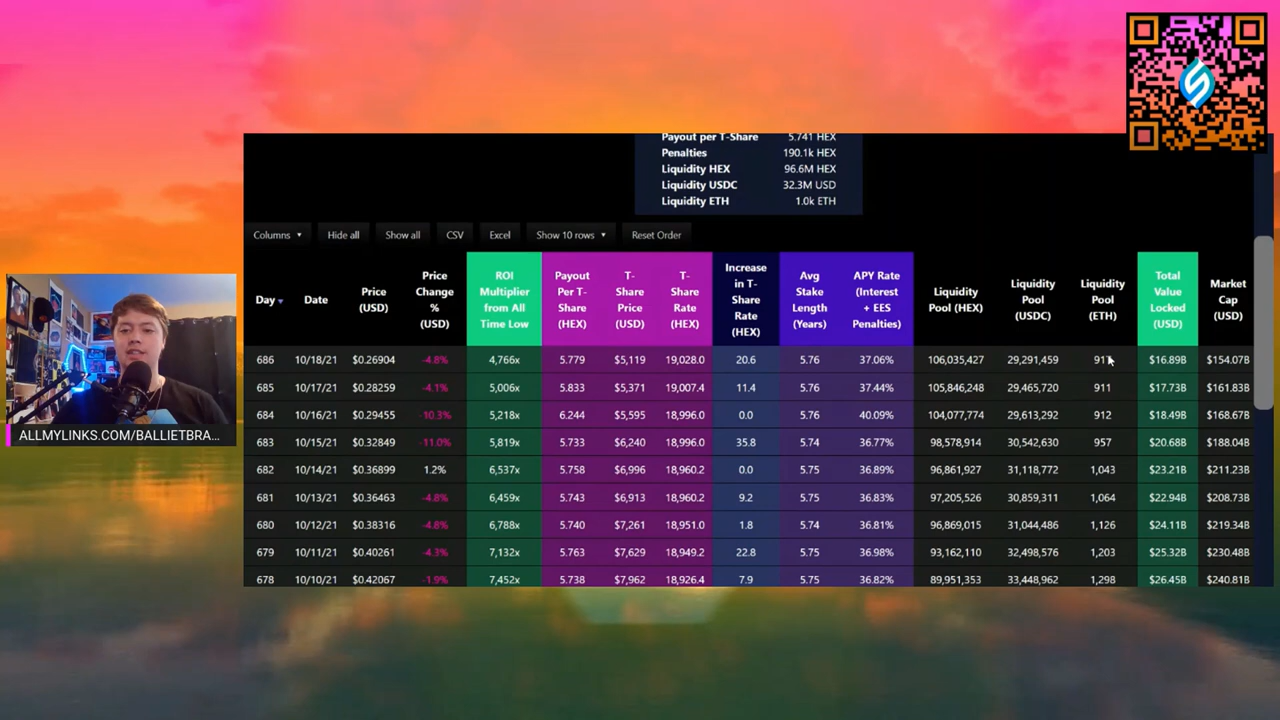 Payout per T-Share 5.741 HEX
Penalties 190.1k HEX
Liquidity HEX 96.6M HEX
Liquidity USDC 32.3M USD
Liquidity ETH 1.0k ETH
Columns Hide all Show all CSV Excel Show 10 rows Reset Order
Day Date Price (USD) Price Change % (USD) ROI Multiplier from All Time Low Payout Per T-Share (HEX) T-Share Price (USD) T-Share Rate (HEX) Increase in T-Share Rate (HEX) Avg Stake Length (Years) APY Rate (Interest + EES Penalties) Liquidity Pool (HEX) Liquidity Pool (USDC) Liquidity Pool (ETH) Total Value Locked (USD) Market Cap (USD)
686 10/18/21 $0.26904 -4.8% 4,766x 5.779 $5,119 19,028.0 20.6 5.76 37.06% 106,035,427 29,291,459 $16.89B $154.07B
685 10/17/21 $0.28259 -4.1% 5,006x 5.833 $5,371 19,007.4 11.4 5.76 37.44% 105,846,248 29,465,720 911 $17.73B $161.83B
684 10/16/21 $0.29455 -10.3% 5,218x 6.244 $5,595 18,996.0 0.0 5.76 40.09% 104,077,774 29,613,292 912 $18.49B $168.67B
683 10/15/21 $0.32849 -11.0% 5,819x 5.733 $6,240 18,996.0 35.8 5.74 36.77% 98,578,914 30,542,630 957 $20.68B $188.04B
682 10/14/21 $0.36899 1.2% 6,537x 5.758 $6,996 18,960.2 0.0 5.75 36.89% 96,861,927 31,118,772 1,043 $23.21B $211.23B
681 10/13/21 $0.36463 -4.8% 6,459x 5.743 $6,913 18,960.2 9.2 5.75 36.83% 97,205,526 30,859,311 1,064 $22.94B $208.73B
680 10/12/21 $0.38316 -4.8% 6,788x 5.740 $7,261 18,951.0 1.8 5.74 36.81% 96,869,015 31,044,486 1,126 $24.11B $219.34B
679 10/11/21 $0.40261 -4.3% 7,132x 5.763 $7,629 18,949.2 22.8 5.75 36.98% 93,162,110 32,498,576 1,203 $25.32B $230.48B
678 10/10/21 $0.42067 -1.9% 7,452x 5.738 $7,962 18,926.4 7.9 5.75 36.82% 89,951,353 33,448,962 1,298 $26.45B $240.81B
ALLMYLINKS.COM/BALLIETBRA...